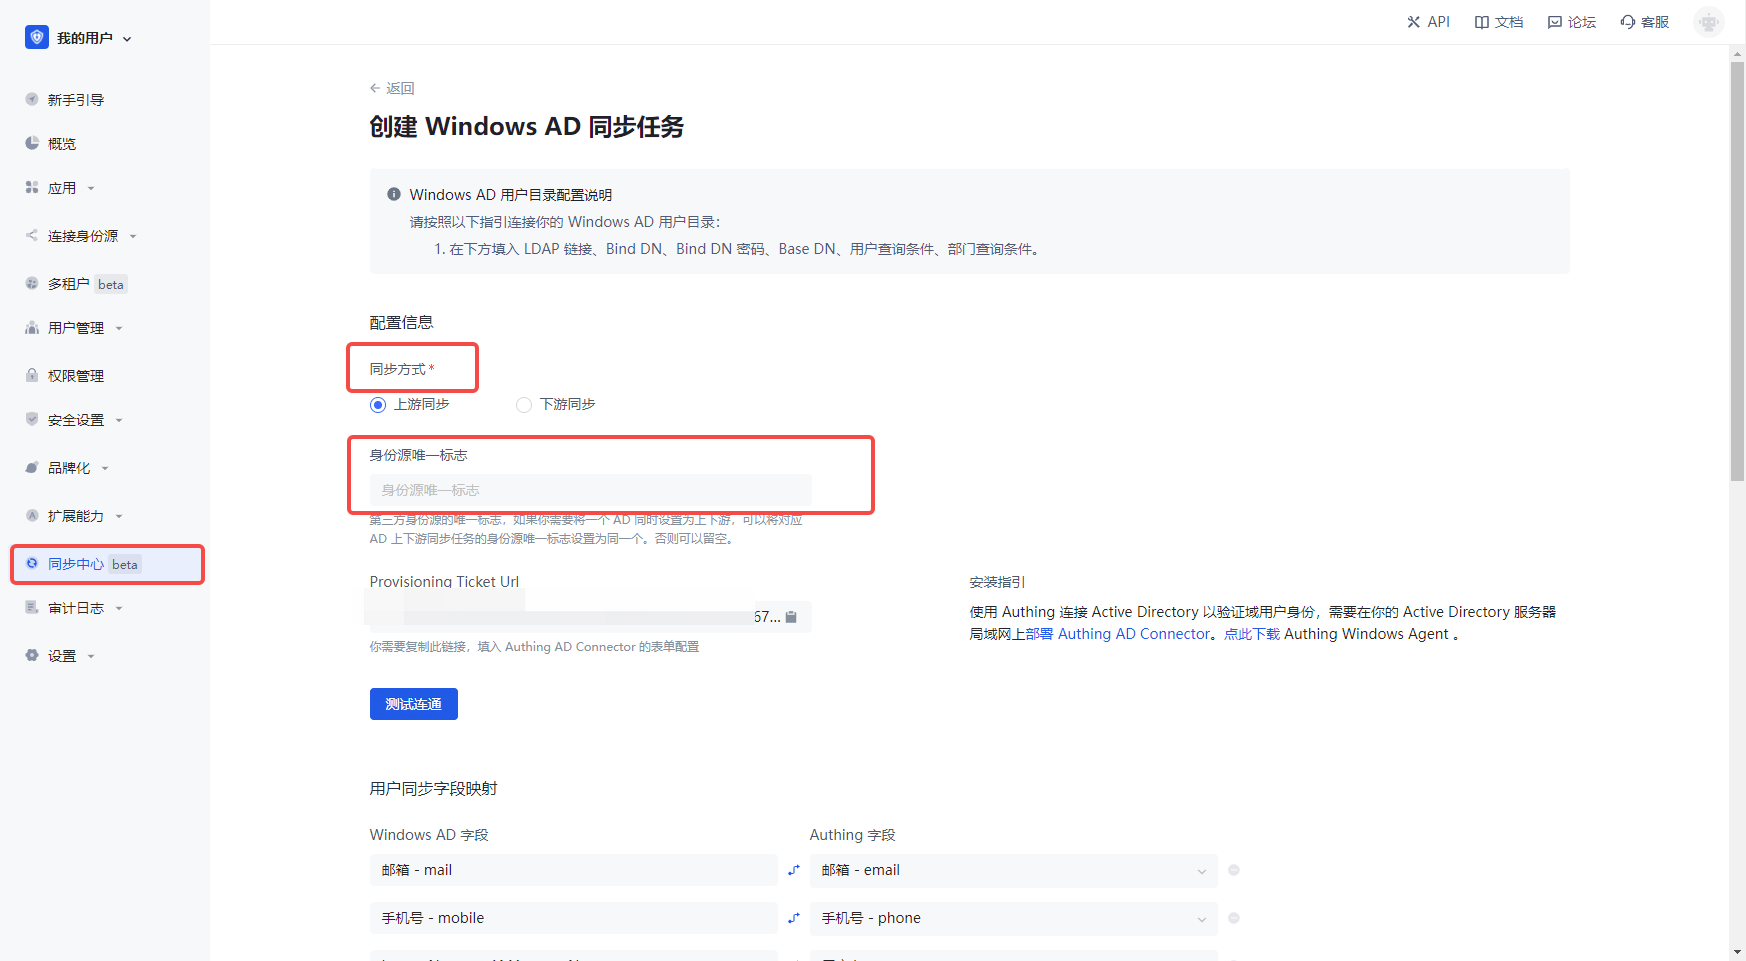 我的用户
API 文档 论坛 客服
新手引导
概览
应用
连接身份源
多租户 beta
用户管理
权限管理
安全设置
品牌化
扩展能力
同步中心 beta
审计日志
设置
← 返回
创建 Windows AD 同步任务
Windows AD 用户目录配置说明
请按照以下指引连接你的 Windows AD 用户目录:
1. 在下方填入 LDAP 链接、Bind DN、Bind DN 密码、Base DN、用户查询条件、部门查询条件。
配置信息
同步方式*
上游同步 下游同步
身份源唯一标志
身份源唯一标志
第三方身份源的唯一标志，如果你需要将一个 AD 同时设置为上下游，可以将对应
AD 上下游同步任务的身份源唯一标志设置为同一个。否则可以留空。
Provisioning Ticket Url
67...
你需要复制此链接，填入 Authing AD Connector 的表单配置
安装指引
使用 Authing 连接 Active Directory 以验证域用户身份，需要在你的 Active Directory 服务器
局域网上部署 Authing AD Connector。点此下载 Authing Windows Agent 。
测试连通
用户同步字段映射
Windows AD 字段 Authing 字段
邮箱 - mail 邮箱 - email
手机号 - mobile 手机号 - phone